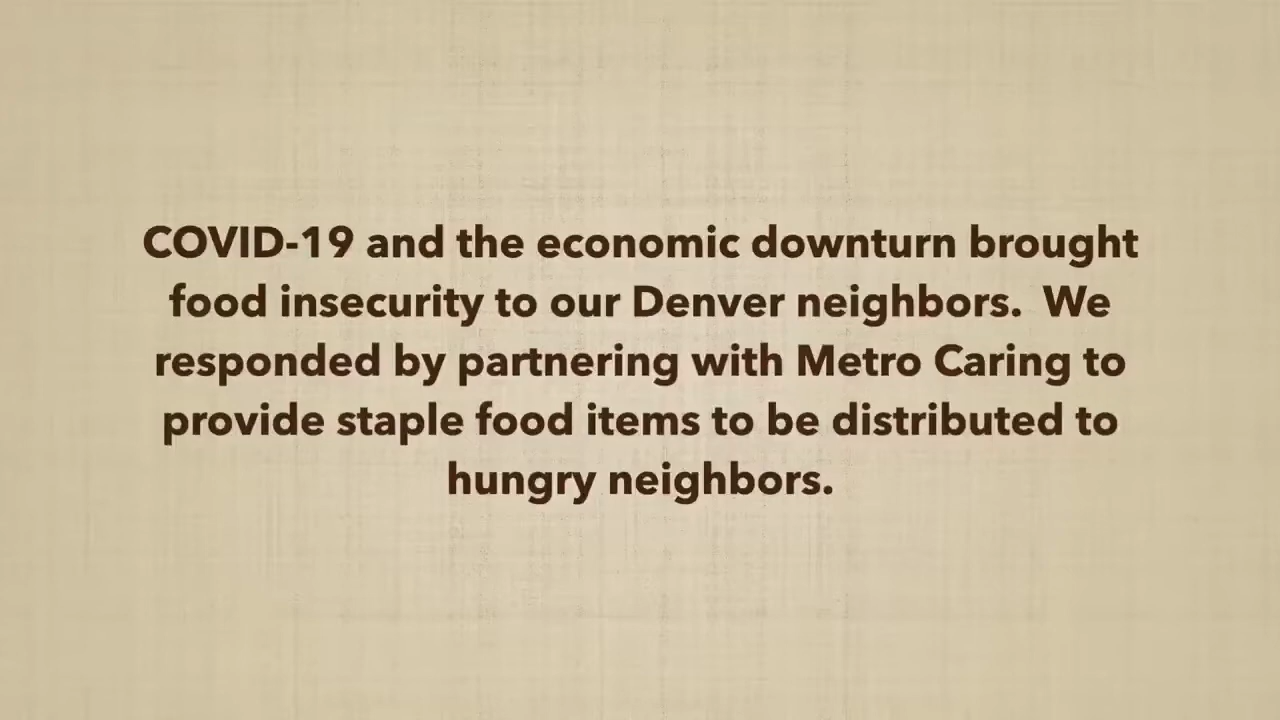 COVID-19 and the economic downturn brought
food insecurity to our Denver neighbors.  We
responded by partnering with Metro Caring to
provide staple food items to be distributed to
hungry neighbors.